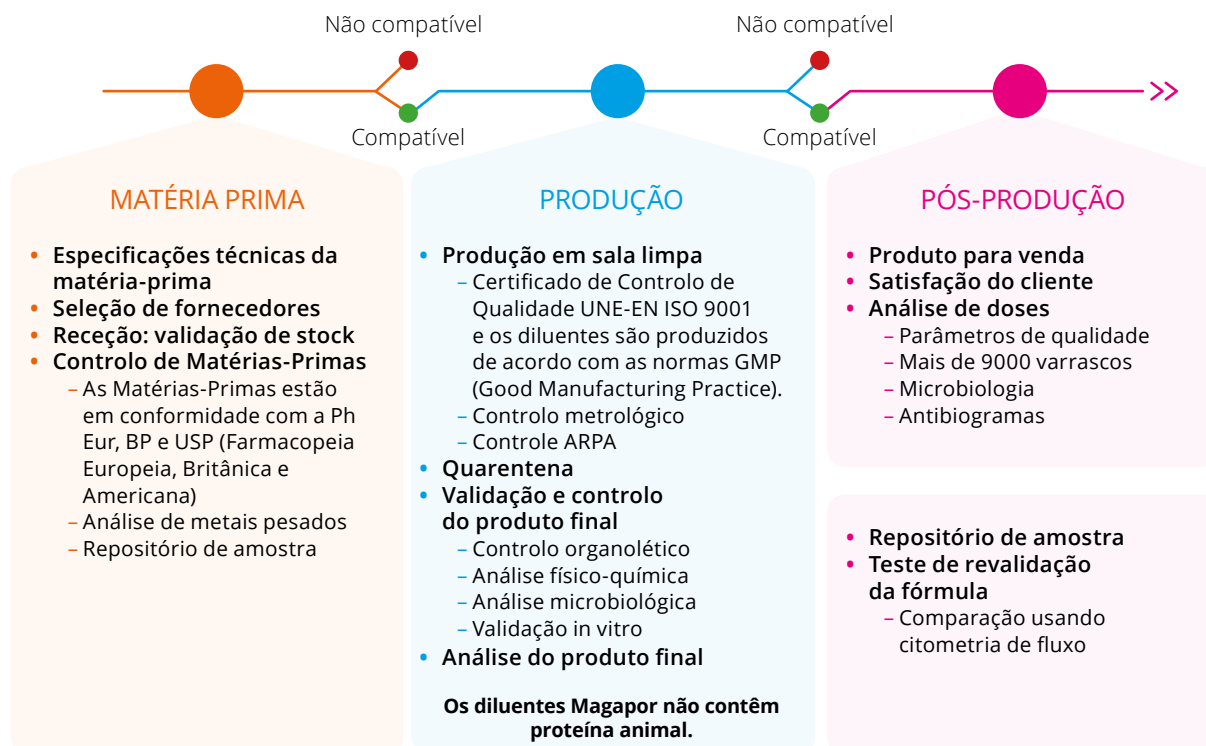 Não compatível
Compatível
Não compatível
Compatível
MATÉRIA PRIMA
• Especificações técnicas da
matéria-prima
• Seleção de fornecedores
• Receção: validação de stock
• Controlo de Matérias-Primas
– As Matérias-Primas estão
em conformidade com a Ph
Eur, BP e USP (Farmacopeia
Europeia, Britânica e
Americana)
– Análise de metais pesados
– Repositório de amostra
PRODUÇÃO
• Produção em sala limpa
– Certificado de Controlo de
Qualidade UNE-EN ISO 9001
e os diluentes são produzidos
de acordo com as normas GMP
(Good Manufacturing Practice).
– Controlo metrológico
– Controle ARPA
• Quarentena
• Validação e controlo
do produto final
– Controlo organolético
– Análise físico-química
– Análise microbiológica
– Validação in vitro
• Análise do produto final
Os diluentes Magapor não contêm
proteína animal.
PÓS-PRODUÇÃO
• Produto para venda
• Satisfação do cliente
• Análise de doses
– Parâmetros de qualidade
– Mais de 9000 varrascos
– Microbiologia
– Antibiogramas
• Repositório de amostra
• Teste de revalidação
da fórmula
– Comparação usando
citometria de fluxo